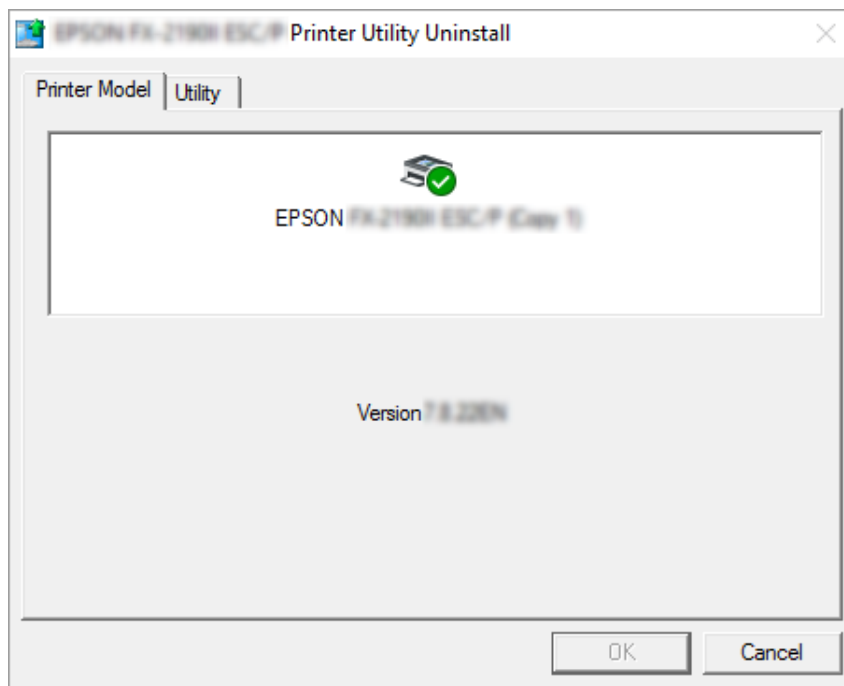 Printer Utility Uninstall
Printer Model
Utility
EPSON
Version
OK
Cancel